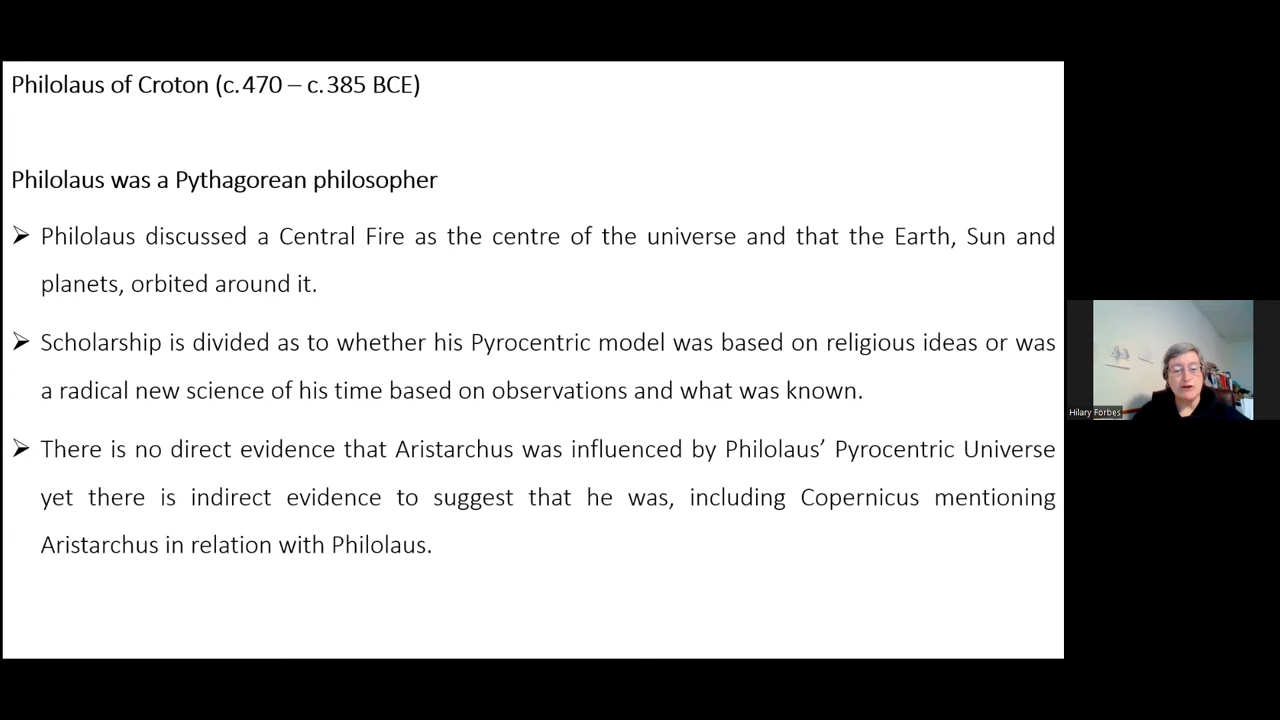 Philolaus of Croton (c.470 – c.385 BCE)
Philolaus was a Pythagorean philosopher
➢ Philolaus discussed a Central Fire as the centre of the universe and that the Earth, Sun and
planets, orbited around it.
➢ Scholarship is divided as to whether his Pyrocentric model was based on religious ideas or was
a radical new science of his time based on observations and what was known.
➢ There is no direct evidence that Aristarchus was influenced by Philolaus’ Pyrocentric Universe
yet there is indirect evidence to suggest that he was, including Copernicus mentioning
Aristarchus in relation with Philolaus.
Hilary Forbes